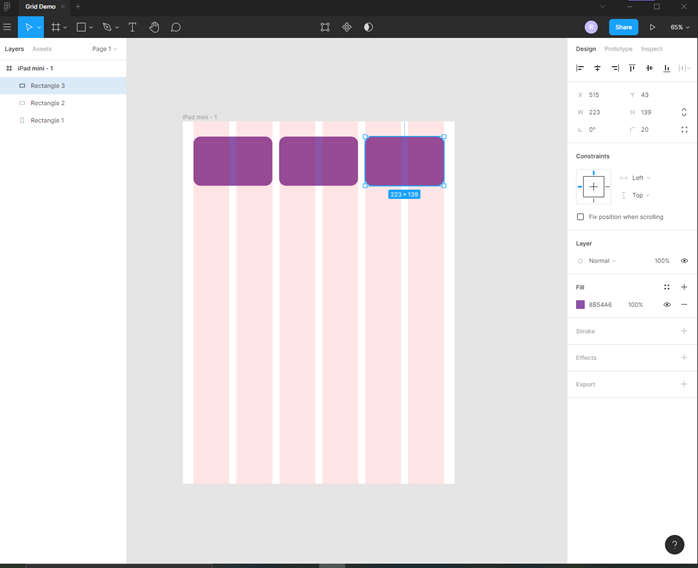 Grid Demo
R
Share
65%
Layers
Assets
Page 1
iPad mini - 1
Rectangle 3
Rectangle 2
Rectangle 1
iPad mini - 1
223 × 139
Design
Prototype
Inspect
X 515 Y 43
W 223 H 139
0° 20
Constraints
Left
Top
Fix position when scrolling
Layer
Normal 100%
Fill
8B54A6 100%
Stroke
Effects
Export
?